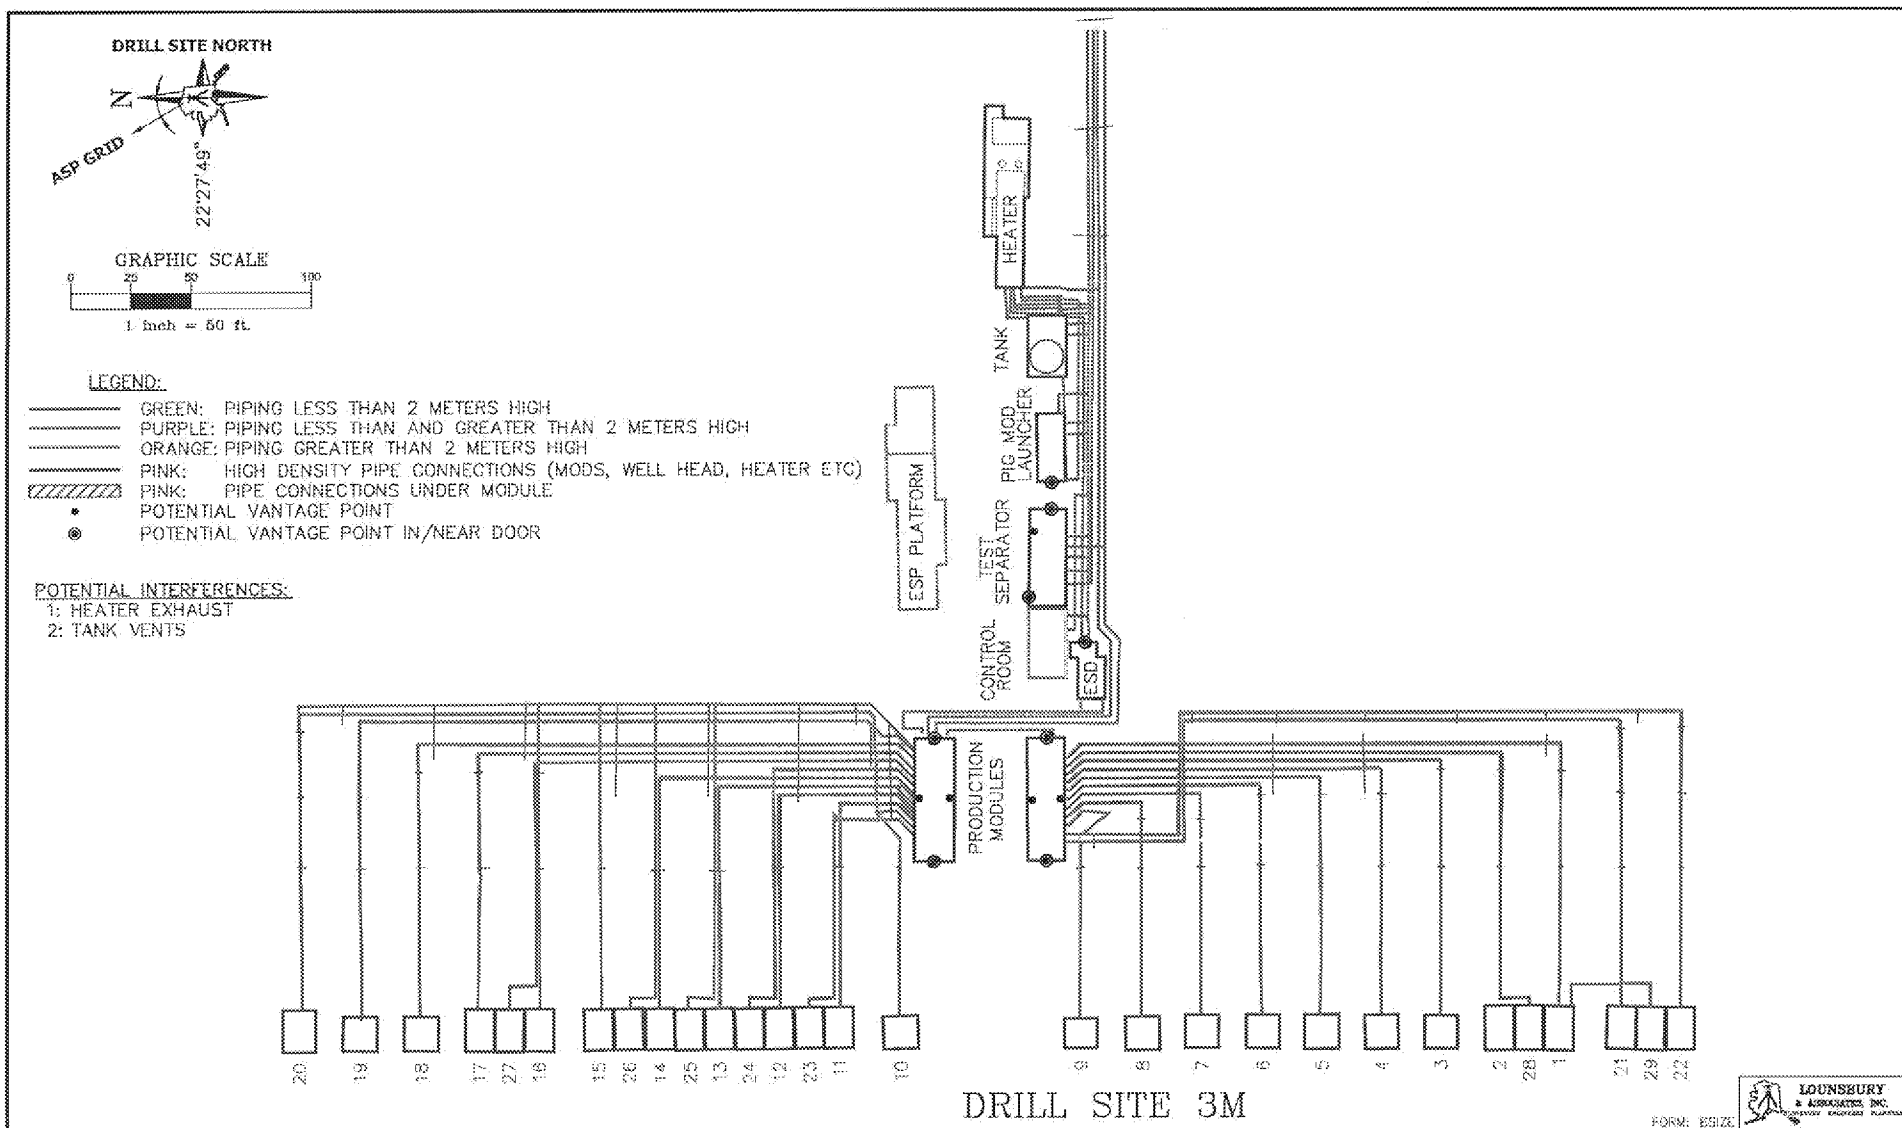 DRILL SITE NORTH
N
ASP GRID
22°27'49"
GRAPHIC SCALE
0 25 50 100
1 inch = 50 ft.
LEGEND:
GREEN: PIPING LESS THAN 2 METERS HIGH
PURPLE: PIPING LESS THAN AND GREATER THAN 2 METERS HIGH
ORANGE: PIPING GREATER THAN 2 METERS HIGH
PINK: HIGH DENSITY PIPE CONNECTIONS (MODS, WELL HEAD, HEATER ETC)
PINK: PIPE CONNECTIONS UNDER MODULE
POTENTIAL VANTAGE POINT
POTENTIAL VANTAGE POINT IN/NEAR DOOR
POTENTIAL INTERFERENCES:
1: HEATER EXHAUST
2: TANK VENTS
HEATER
TANK
PIG MOD
LAUNCHER
ESP PLATFORM
TEST
SEPARATOR
CONTROL
ROOM
ESD
PRODUCTION
MODULES
20 19 18 17 27 16 15 26 14 25 13 24 12 23 11 10 9 8 7 6 5 4 3 2 28 1 21 29 22
DRILL SITE 3M
LOUNSBURY
& ASSOCIATES, INC.
FORM: BSIZE